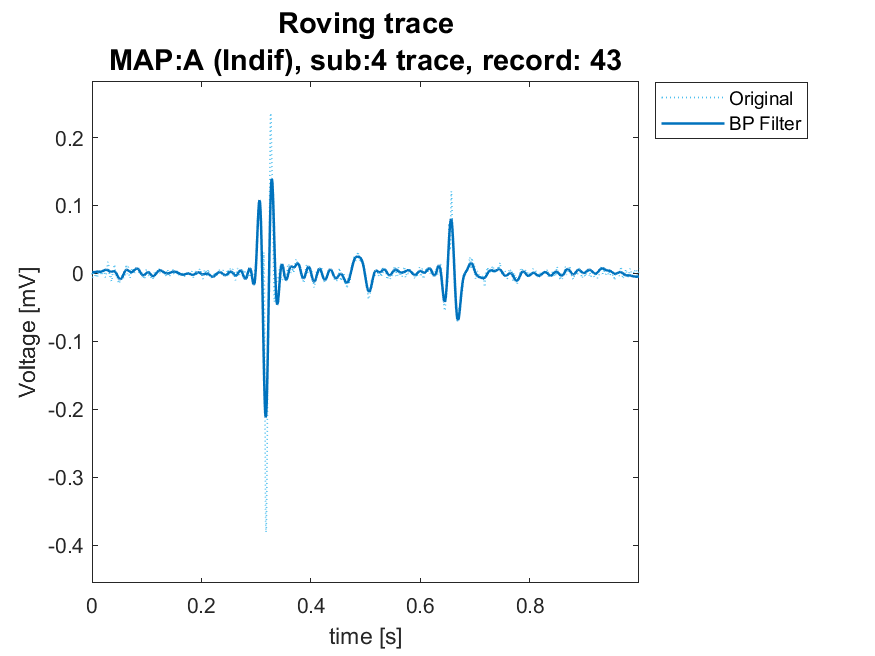 Roving trace
MAP:A (Indif), sub:4 trace, record: 43
Original
BP Filter
0.2
0.1
0
-0.1
-0.2
-0.3
-0.4
Voltage [mV]
0 0.2 0.4 0.6 0.8
time [s]